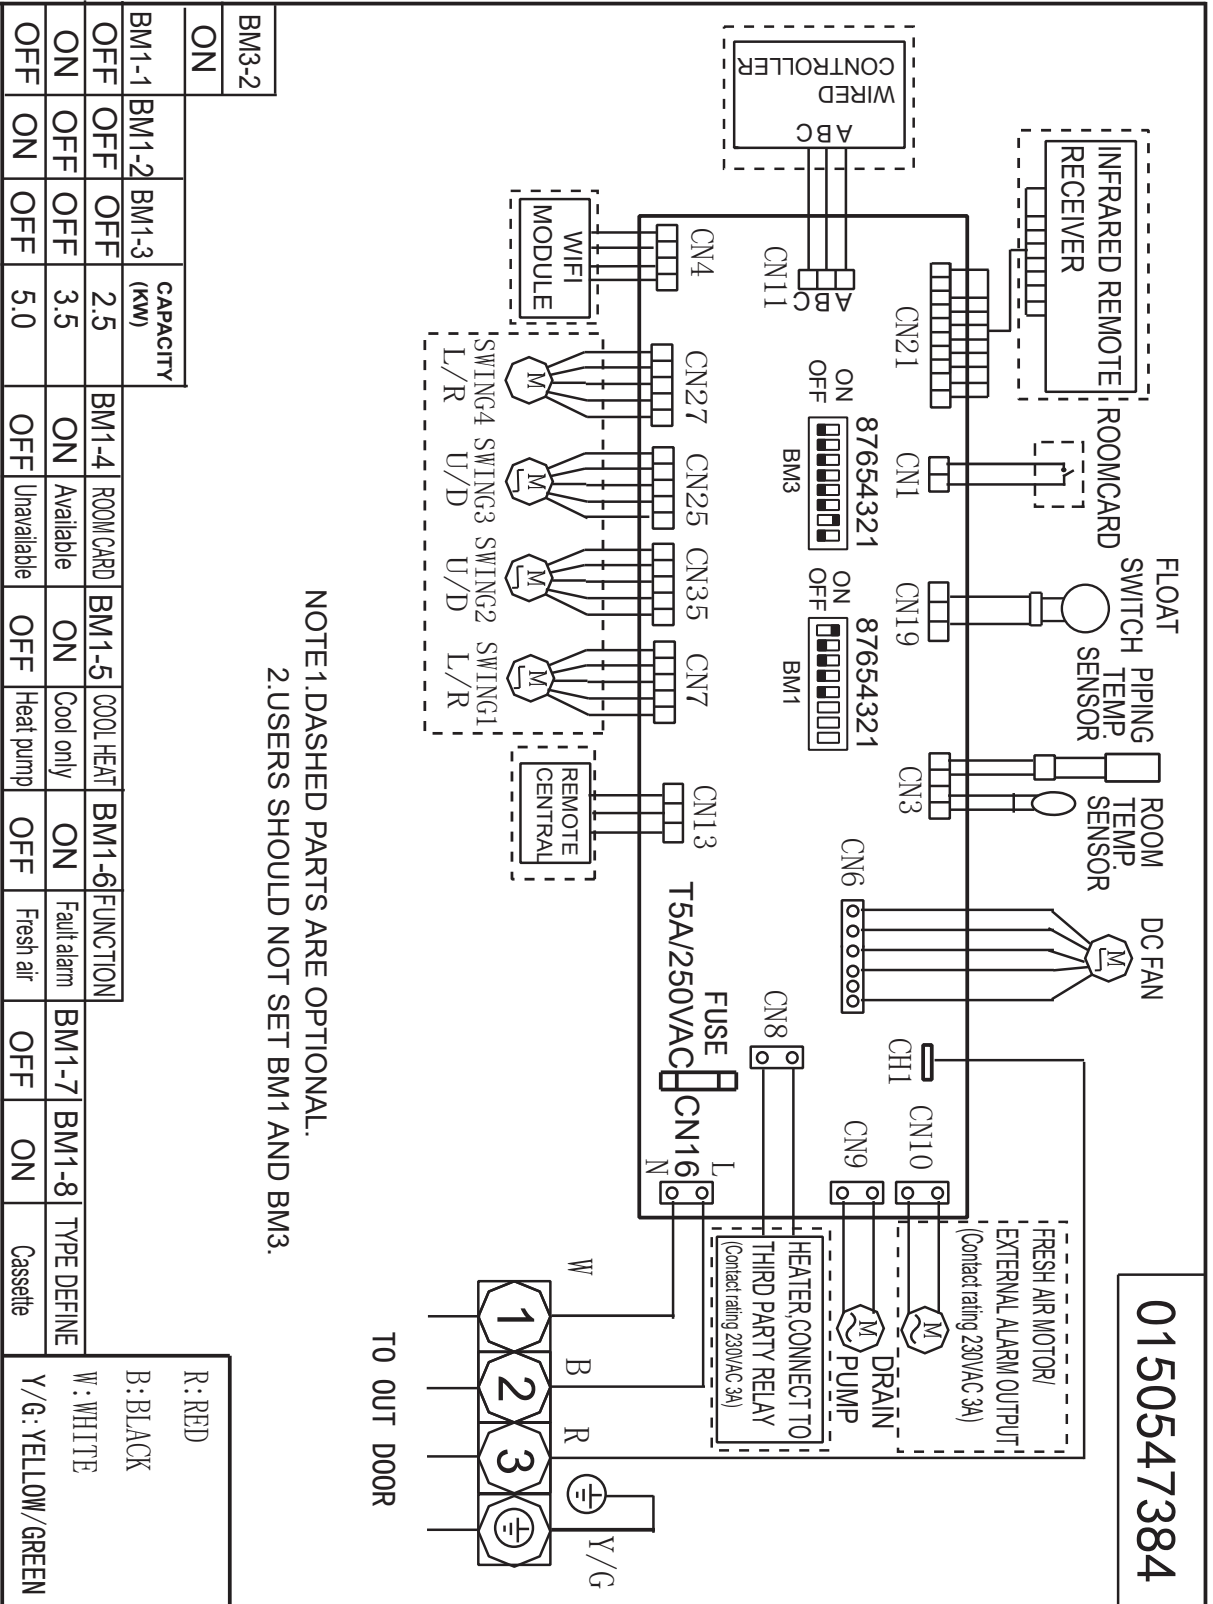 0150547384
INFRARED REMOTE
RECEIVER
ROOMCARD
FLOAT
SWITCH
PIPING
TEMP.
SENSOR
ROOM
TEMP.
SENSOR
DC FAN
FRESH AIR MOTOR/
EXTERNAL ALARM OUTPUT
(Contact rating 230VAC 3A)
DRAIN
PUMP
HEATER,CONNECT TO
THIRD PARTY RELAY
(Contact rating 230VAC 3A)
WIRED
CONTROLLER
ABC
ABC
CN11
CN21
CN1
CN19
CN3
CN6
CH1
CN10
CN9
CN8
87654321
ON
OFF
BM3
87654321
ON
OFF
BM1
FUSE
T5A/250VAC
CN16
L
N
CN4
CN27
CN25
CN35
CN7
CN13
WIFI
MODULE
M
M
M
M
M
M
M
SWING4
L/R
SWING3
U/D
SWING2
U/D
SWING1
L/R
REMOTE
CENTRAL
W
B
R
Y/G
1
2
3
TO OUT DOOR
NOTE1.DASHED PARTS ARE OPTIONAL.
2.USERS SHOULD NOT SET BM1 AND BM3.
BM3-2
ON
BM1-1 BM1-2 BM1-3 CAPACITY (KW)
OFF OFF OFF 2.5
ON OFF OFF 3.5
OFF ON OFF 5.0
BM1-4 ROOM CARD
ON Available
OFF Unavailable
BM1-5 COOL HEAT
ON Cool only
OFF Heat pump
BM1-6 FUNCTION
ON Fault alarm
OFF Fresh air
BM1-7 BM1-8 TYPE DEFINE
OFF ON Cassette
R:RED
B:BLACK
W:WHITE
Y/G:YELLOW/GREEN